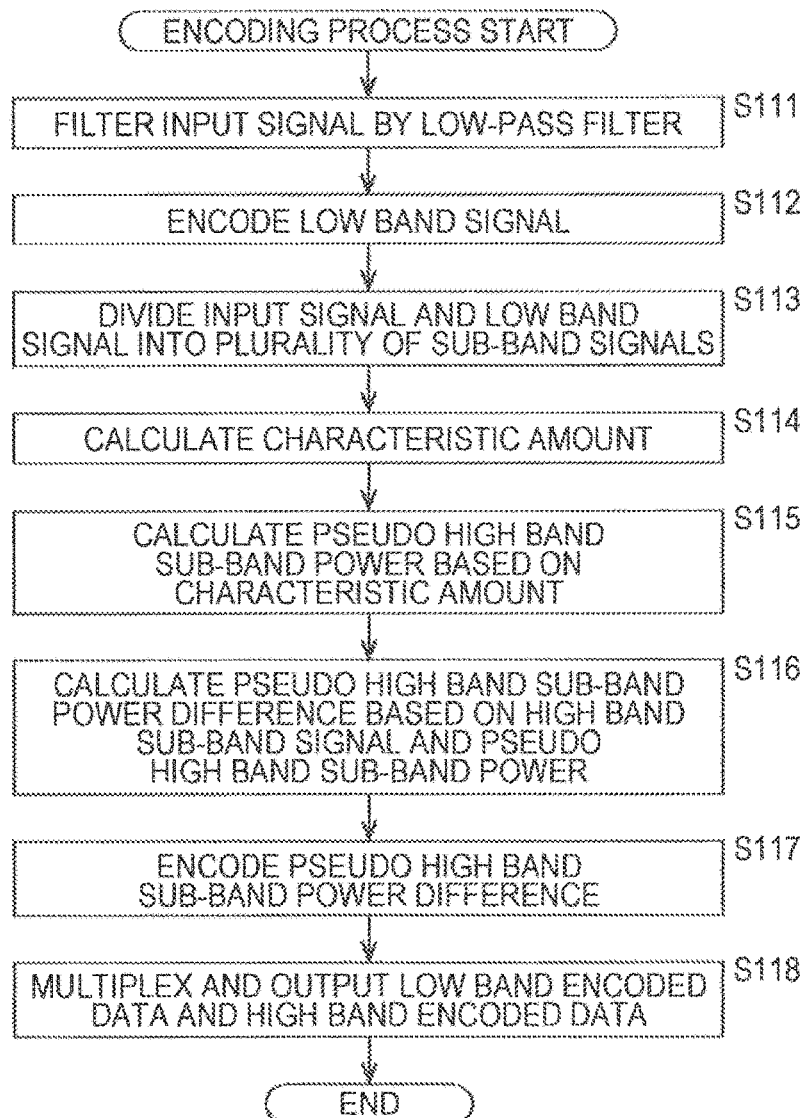 ENCODING PROCESS START
S111
FILTER INPUT SIGNAL BY LOW-PASS FILTER
S112
ENCODE LOW BAND SIGNAL
S113
DIVIDE INPUT SIGNAL AND LOW BAND
SIGNAL INTO PLURALITY OF SUB-BAND SIGNALS
S114
CALCULATE CHARACTERISTIC AMOUNT
S115
CALCULATE PSEUDO HIGH BAND
SUB-BAND POWER BASED ON
CHARACTERISTIC AMOUNT
S116
CALCULATE PSEUDO HIGH BAND SUB-BAND
POWER DIFFERENCE BASED ON HIGH BAND
SUB-BAND SIGNAL AND PSEUDO
HIGH BAND SUB-BAND POWER
S117
ENCODE PSEUDO HIGH BAND
SUB-BAND POWER DIFFERENCE
S118
MULTIPLEX AND OUTPUT LOW BAND ENCODED
DATA AND HIGH BAND ENCODED DATA
END